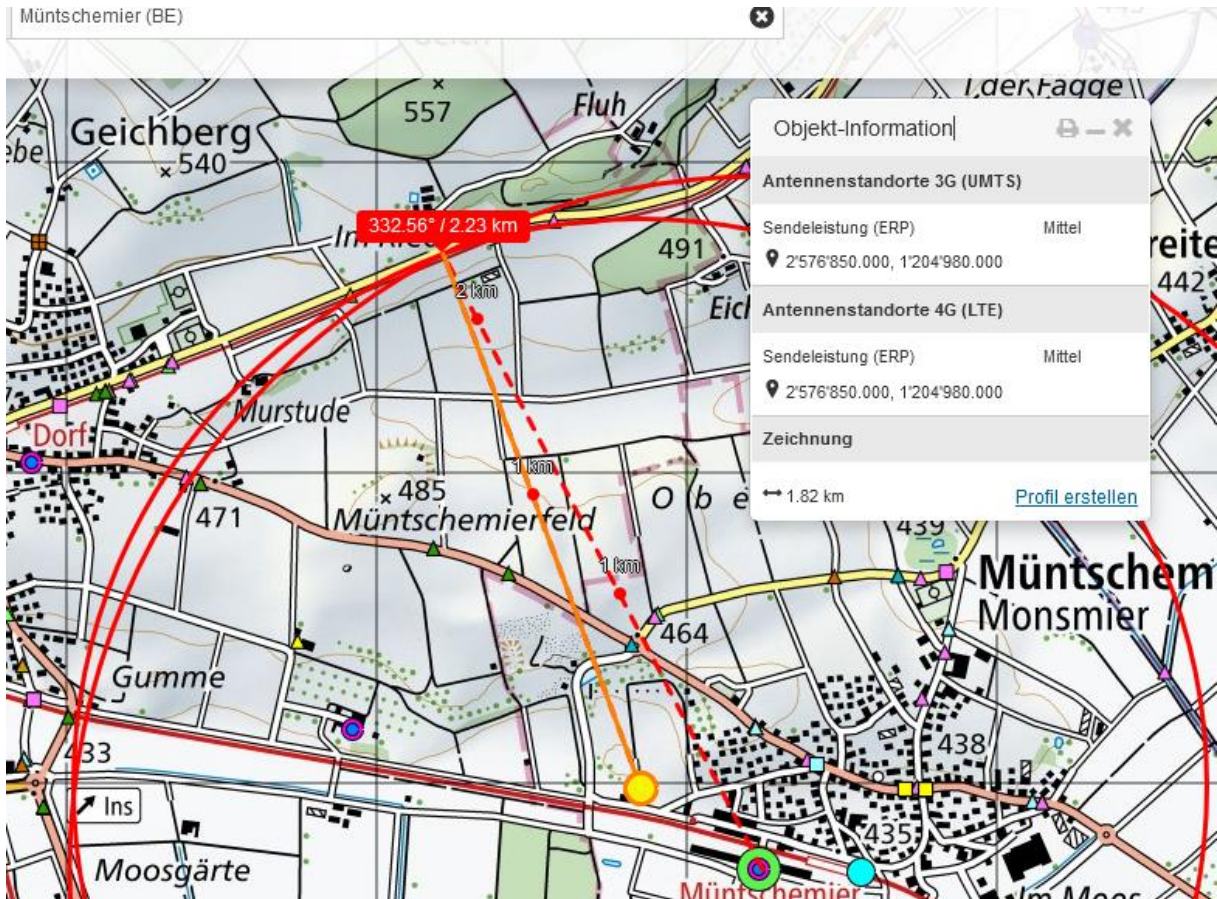 Müntschemier (BE)
557
Fluh
I der Fagge
Geichberg
540
Objekt-Information
Antennenstandorte 3G (UMTS)
Sendeleistung (ERP) Mittel
2'576'850.000, 1'204'980.000
Antennenstandorte 4G (LTE)
Sendeleistung (ERP) Mittel
2'576'850.000, 1'204'980.000
Zeichnung
1.82 km Profil erstellen
332.56° / 2.23 km
491
442
2 km
Murstude
Dorf
1 km
485
471
Müntschemierfeld
O b e
439
1 km
Müntschem
Monsmier
464
Gumme
433
438
Ins
435
Moosgärte
Müntschemier
Im Moos